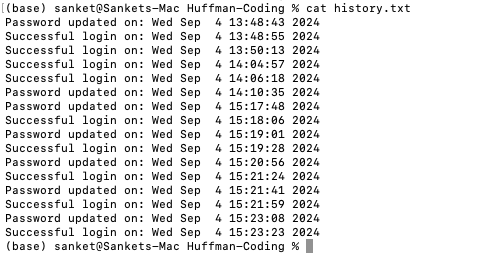 (base) sanket@Sankets-Mac Huffman-Coding % cat history.txt
Password updated on: Wed Sep  4 13:48:43 2024
Successful login on: Wed Sep  4 13:48:55 2024
Successful login on: Wed Sep  4 13:50:13 2024
Successful login on: Wed Sep  4 14:04:57 2024
Successful login on: Wed Sep  4 14:06:18 2024
Password updated on: Wed Sep  4 14:10:35 2024
Password updated on: Wed Sep  4 15:17:48 2024
Successful login on: Wed Sep  4 15:18:06 2024
Password updated on: Wed Sep  4 15:19:01 2024
Successful login on: Wed Sep  4 15:19:28 2024
Password updated on: Wed Sep  4 15:20:56 2024
Successful login on: Wed Sep  4 15:21:24 2024
Password updated on: Wed Sep  4 15:21:41 2024
Successful login on: Wed Sep  4 15:21:59 2024
Password updated on: Wed Sep  4 15:23:08 2024
Successful login on: Wed Sep  4 15:23:23 2024
(base) sanket@Sankets-Mac Huffman-Coding %